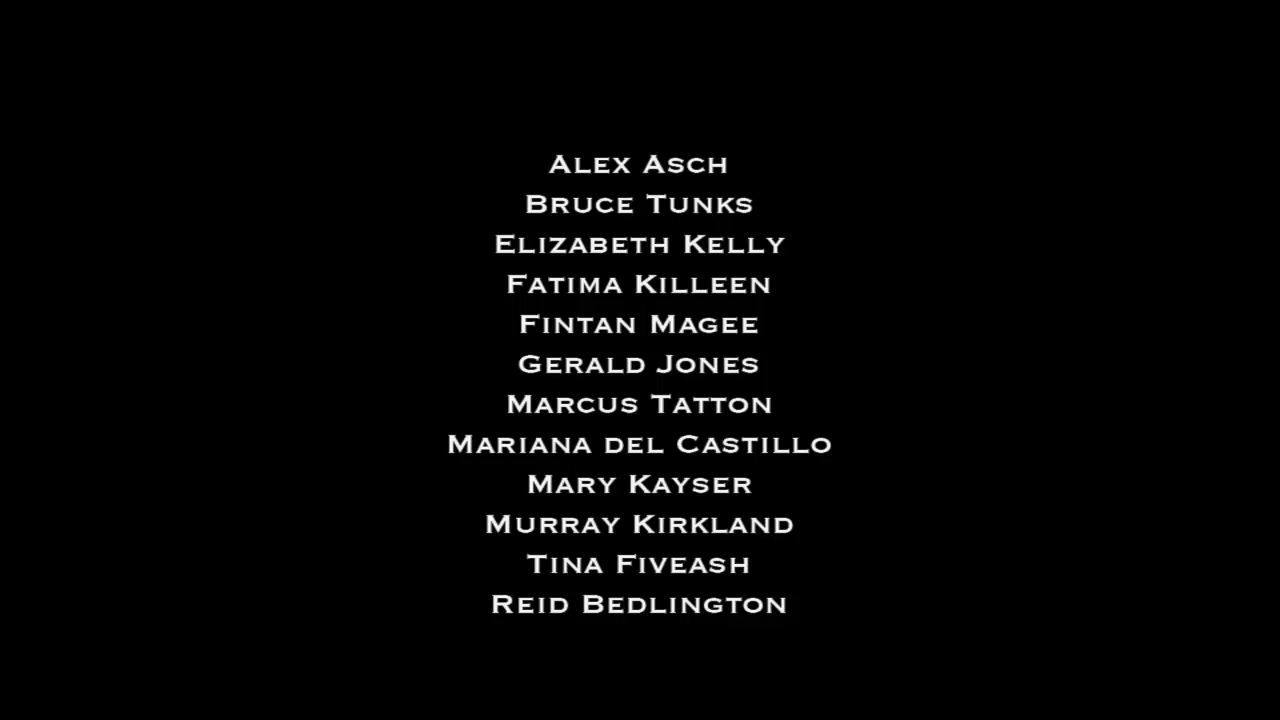 Alex Asch
Bruce Tunks
Elizabeth Kelly
Fatima Killeen
Fintan Magee
Gerald Jones
Marcus Tatton
Mariana del Castillo
Mary Kayser
Murray Kirkland
Tina Fiveash
Reid Bedlington